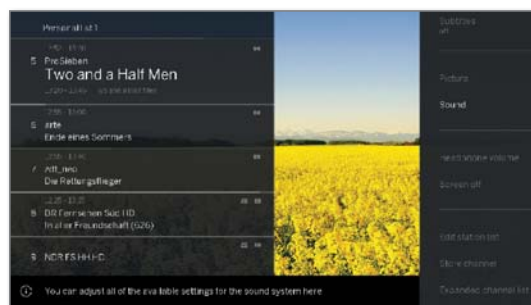 Personal list 1
5 ProSieben
Two and a Half Men
6 arte
Ende eines Sommers
7 zdf_neo
Die Rettungsflieger
8 BR Fernsehen Süd HD
In aller Freundschaft (626)
9 NDR FS HH HD
You can adjust all of the available settings for the sound system here
Subtitles
off
Picture
Sound
Headphone volume
Screen off
Edit station list
Store channel
Expanded channel list